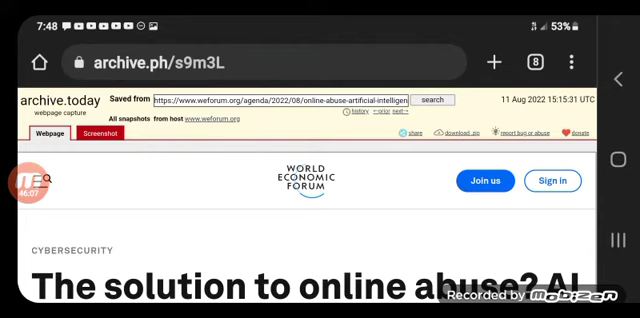 7:48
53%
archive.ph/s9m3L
8
archive.today
webpage capture
Saved from
https://www.weforum.org/agenda/2022/08/online-abuse-artificial-intelligen
search
11 Aug 2022 15:15:31 UTC
history ←prior next→
All snapshots from host www.weforum.org
Webpage
Screenshot
share
download .zip
report bug or abuse
donate
46:07
WORLD
ECONOMIC
FORUM
Join us
Sign in
CYBERSECURITY
The solution to online abuse? AI
Recorded by Mobizen